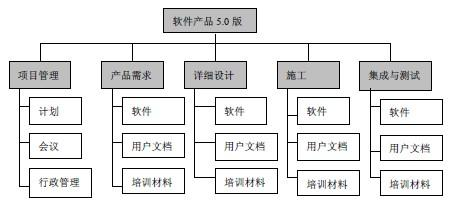 软件产品 5.0 版
项目管理
产品需求
详细设计
施工
集成与测试
计划
软件
软件
软件
软件
会议
用户文档
用户文档
用户文档
用户文档
行政管理
培训材料
培训材料
培训材料
培训材料